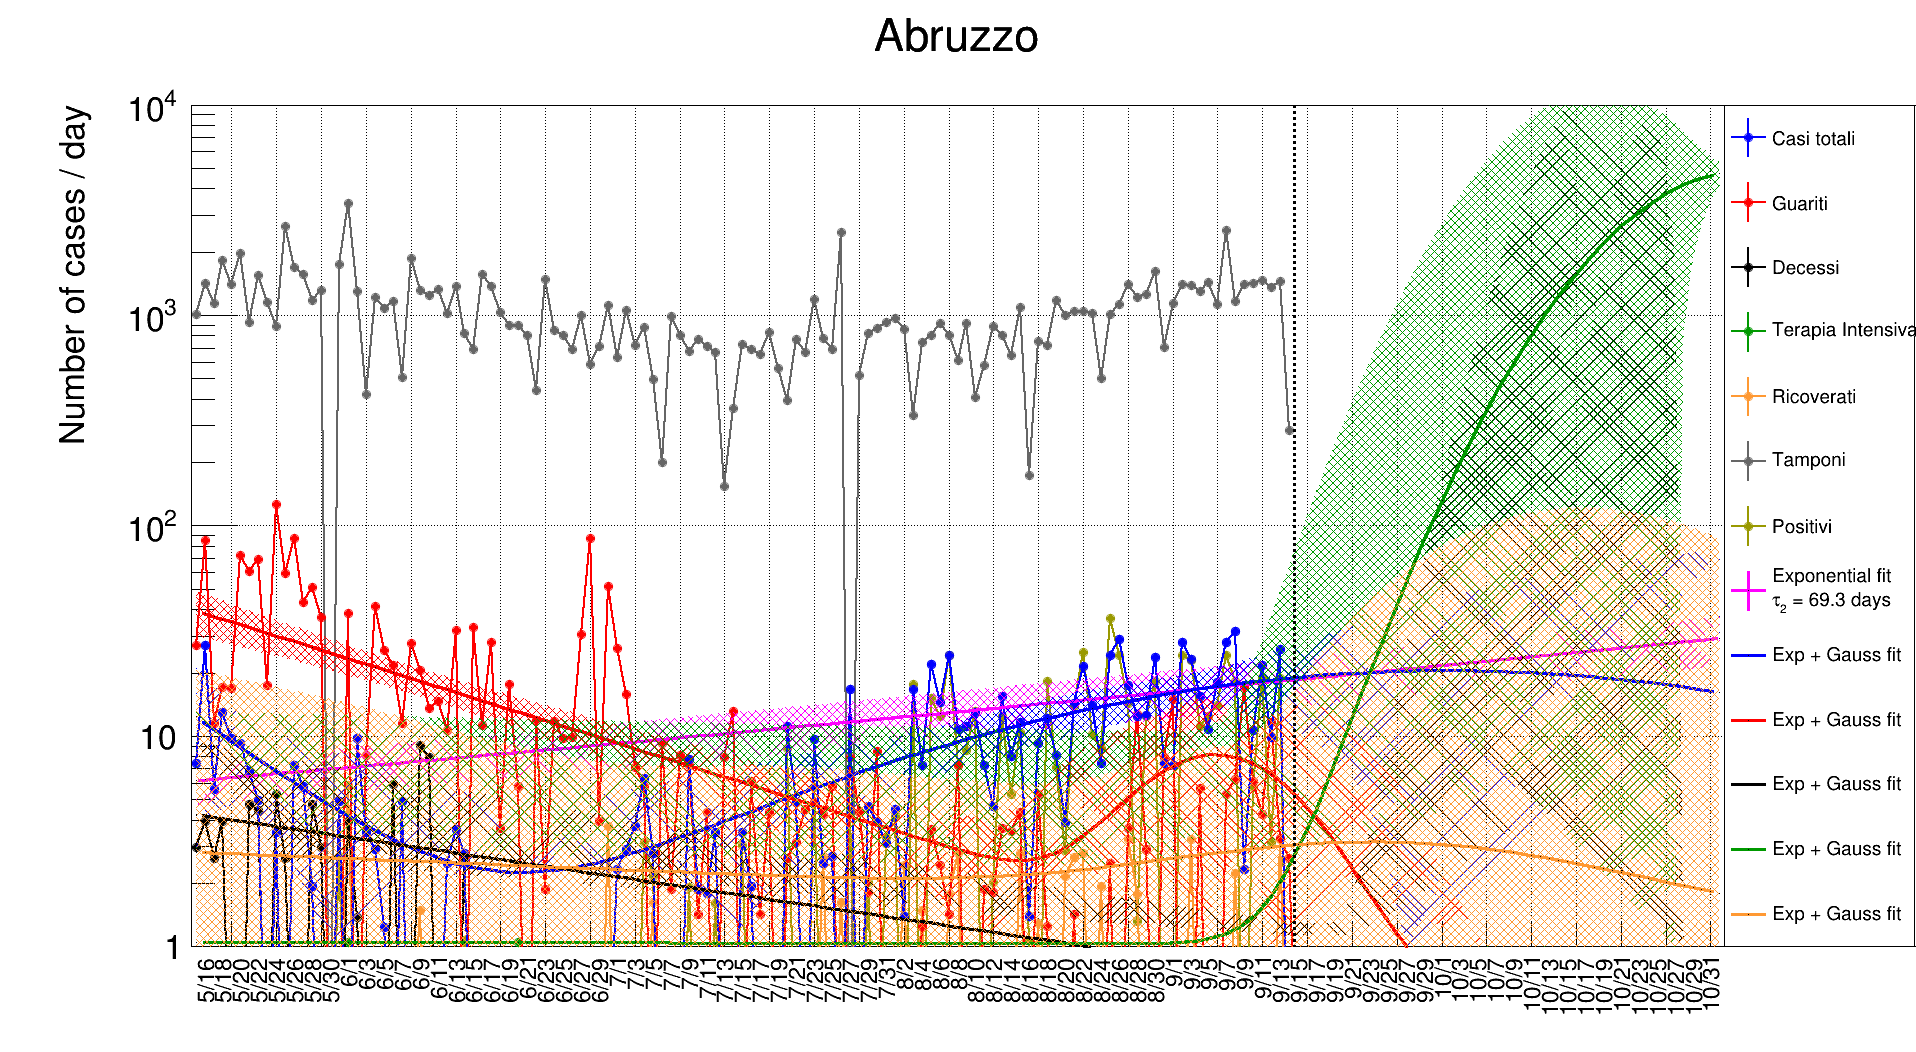 Abruzzo
Number of cases / day
10⁴
10³
10²
10
1
5/16 5/18 5/20 5/22 5/24 5/26 5/28 5/30 6/1 6/3 6/5 6/7 6/9 6/11 6/13 6/15 6/17 6/19 6/21 6/23 6/25 6/27 6/29 7/1 7/3 7/5 7/7 7/9 7/11 7/13 7/15 7/17 7/19 7/21 7/23 7/25 7/27 7/29 7/31 8/2 8/4 8/6 8/8 8/10 8/12 8/14 8/16 8/18 8/20 8/22 8/24 8/26 8/28 8/30 9/1 9/3 9/5 9/7 9/9 9/11 9/13 9/15 9/17 9/19 9/21 9/23 9/25 9/27 9/29 10/1 10/3 10/5 10/7 10/9 10/11 10/13 10/15 10/17 10/19 10/21 10/23 10/25 10/27 10/29 10/31
Casi totali
Guariti
Decessi
Terapia Intensiva
Ricoverati
Tamponi
Positivi
Exponential fit
τ₂ = 69.3 days
Exp + Gauss fit
Exp + Gauss fit
Exp + Gauss fit
Exp + Gauss fit
Exp + Gauss fit